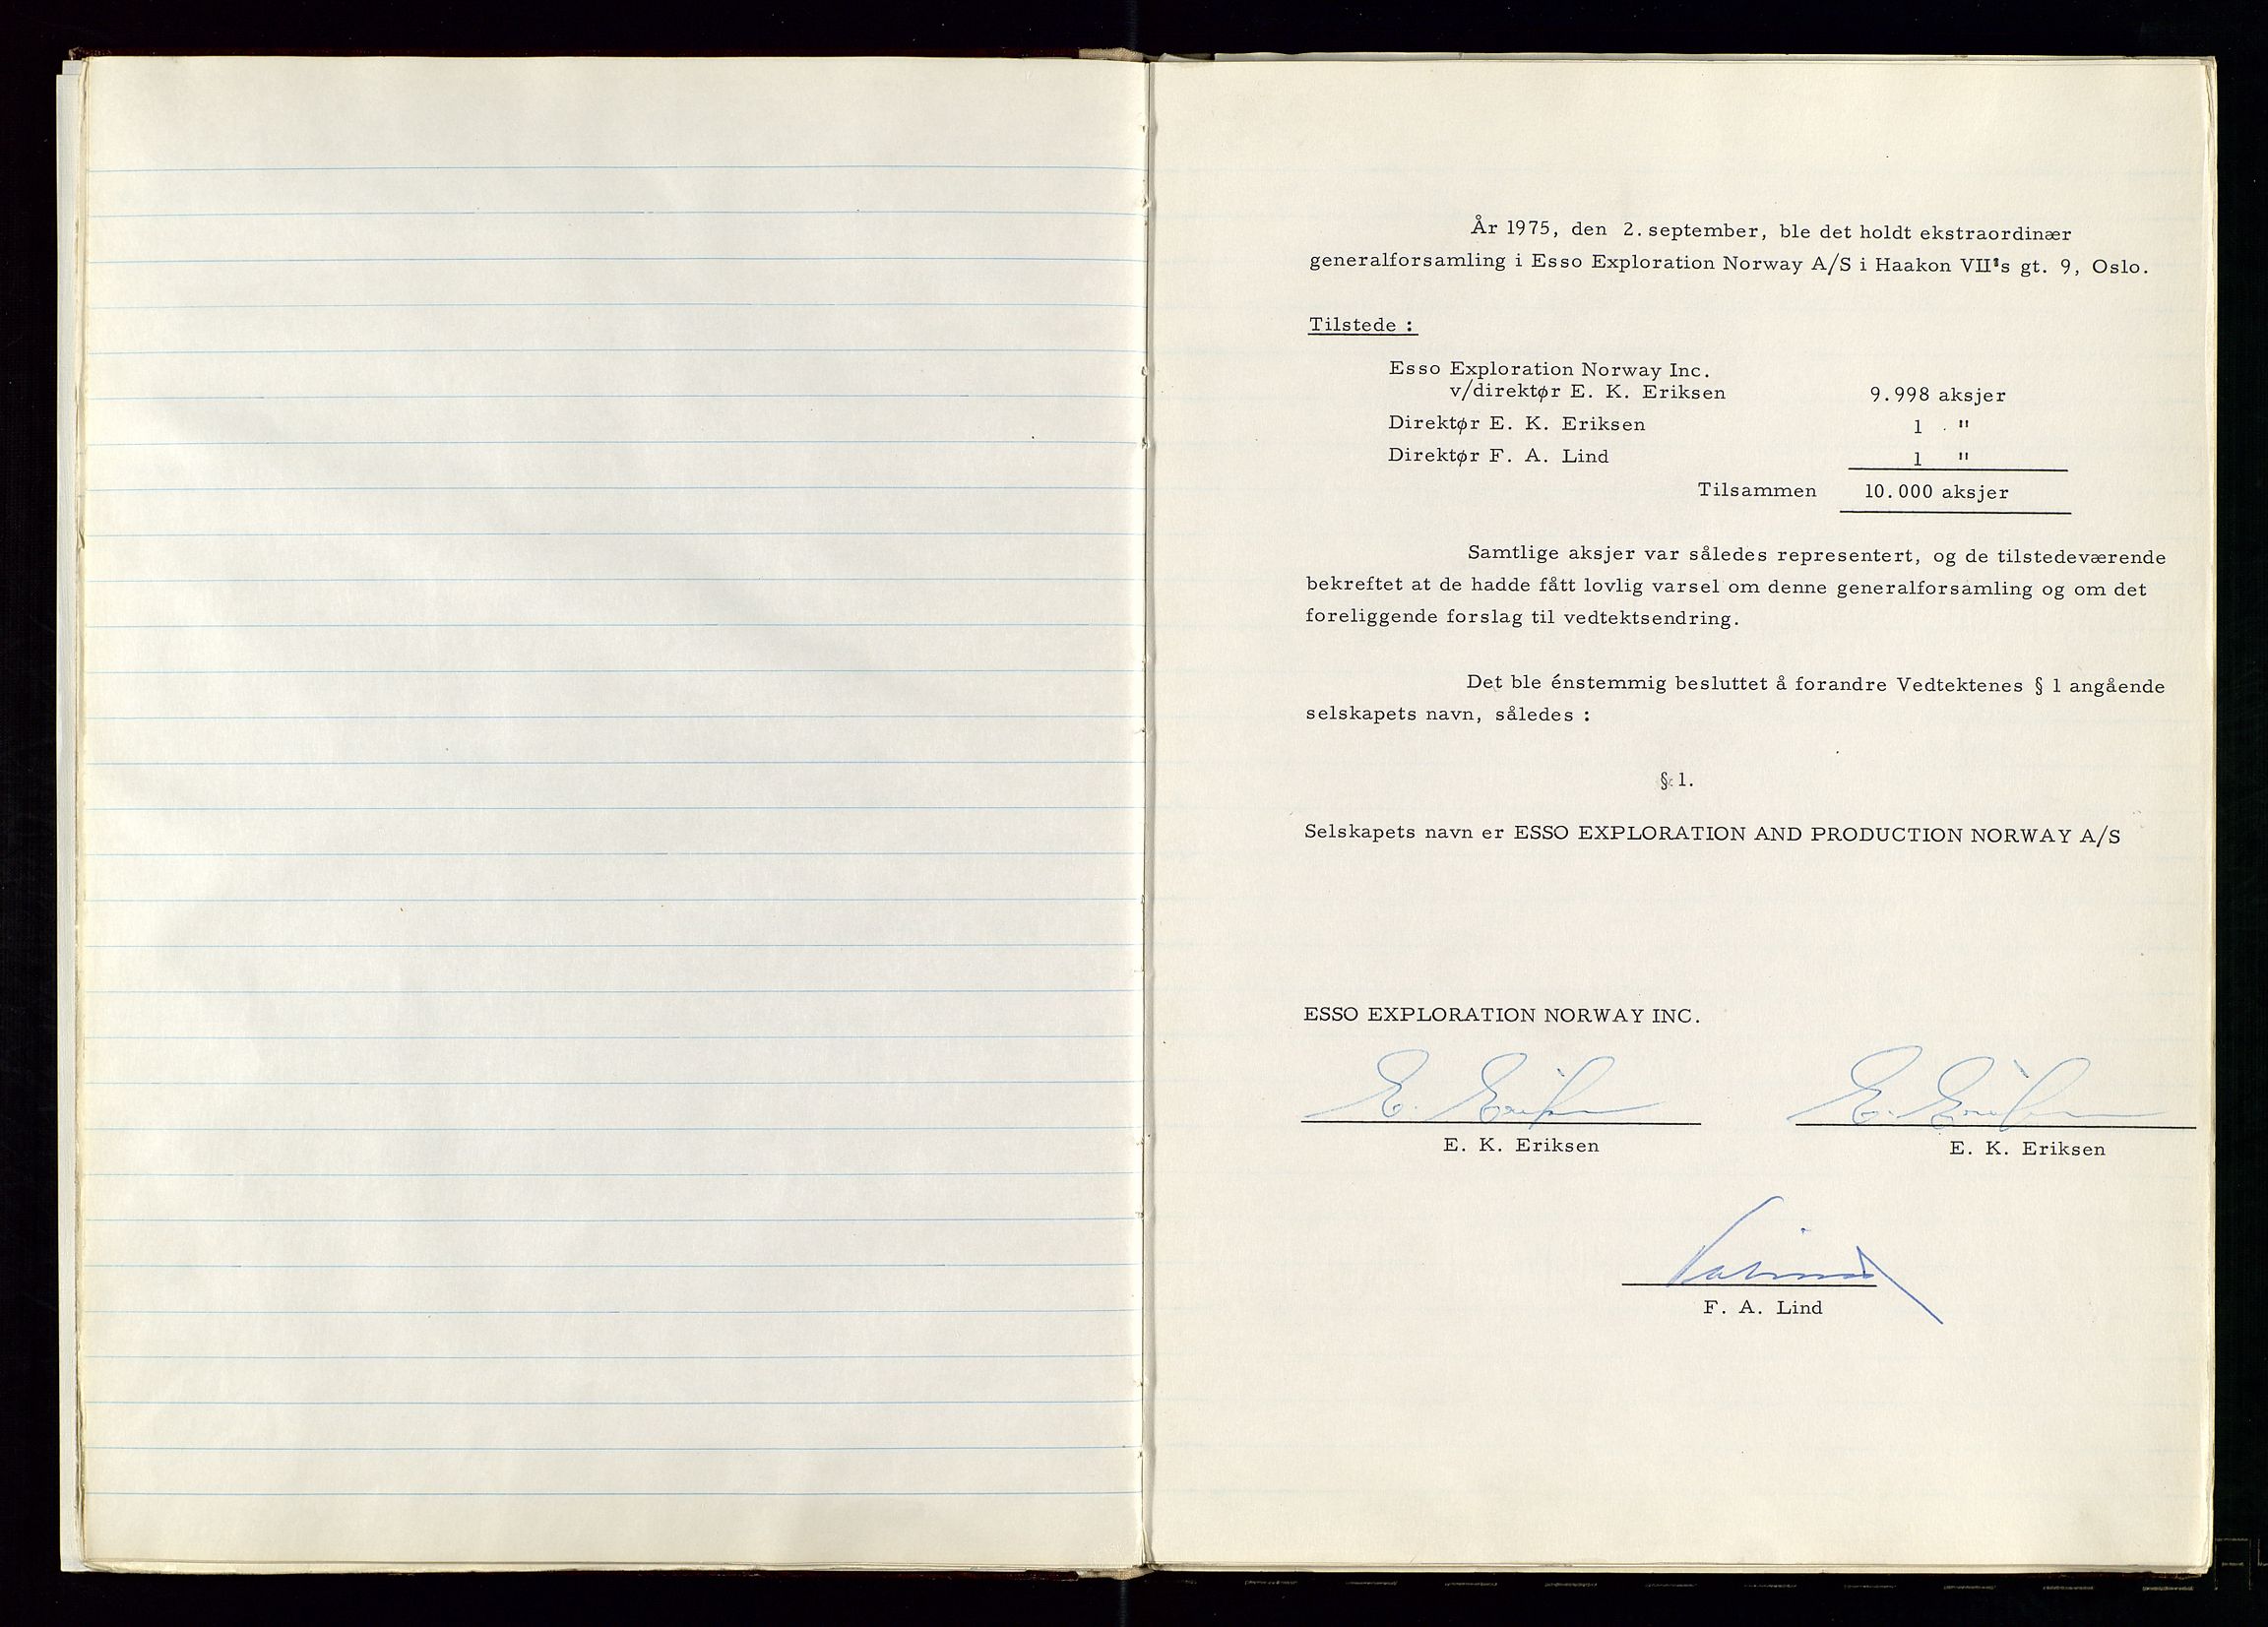 År 1975, den 2. september, ble det holdt ekstraordinær
generalforsamling i Esso Exploration Norway A/S i Haakon VII's gt. 9, Oslo.
Tilstede :
Esso Exploration Norway Inc.
v/direktør E. K. Eriksen 9.998 aksjer
Direktør E. K. Eriksen 1 "
Direktør F. A. Lind 1 "
Tilsammen 10.000 aksjer
Samtlige aksjer var således representert, og de tilstedeværende
bekreftet at de hadde fått lovlig varsel om denne generalforsamling og om det
foreliggende forslag til vedtektsendring.
Det ble énstemmig besluttet å forandre Vedtektenes § 1 angående
selskapets navn, således :
§ 1.
Selskapets navn er ESSO EXPLORATION AND PRODUCTION NORWAY A/S
ESSO EXPLORATION NORWAY INC.
E. Eriksen E. Eriksen
E. K. Eriksen E. K. Eriksen
F. A. Lind